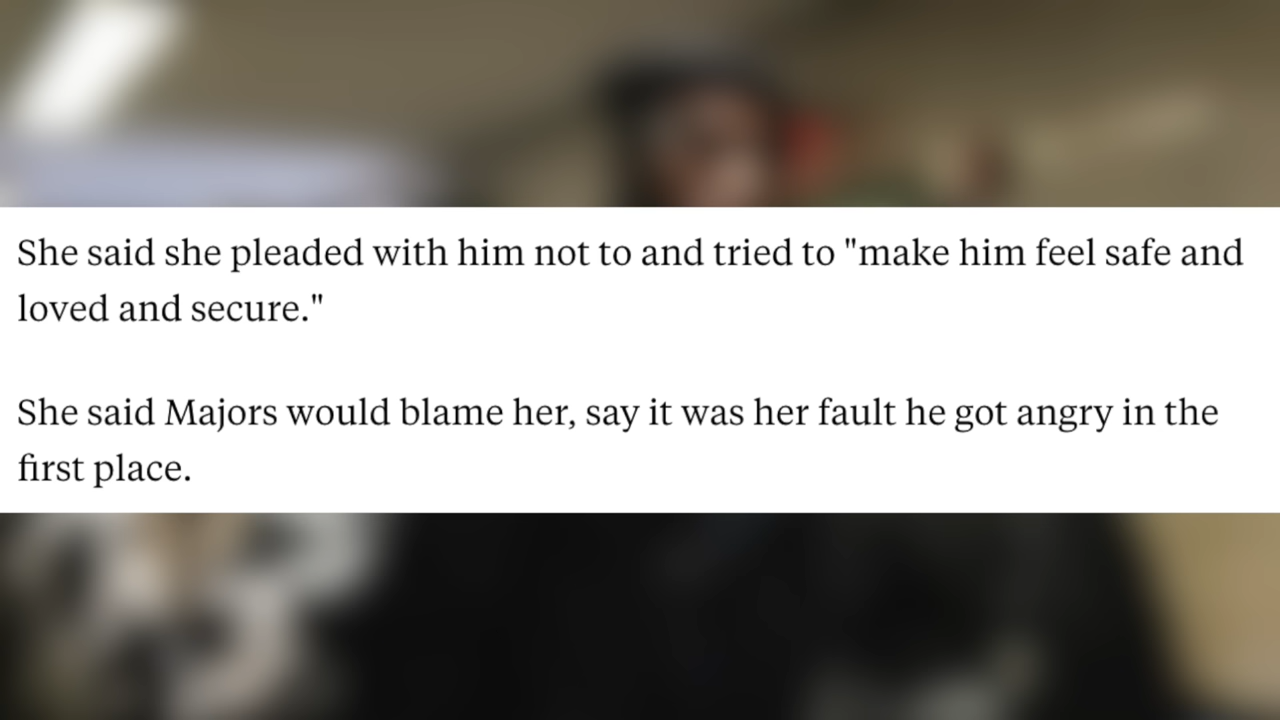 She said she pleaded with him not to and tried to "make him feel safe and
loved and secure."
She said Majors would blame her, say it was her fault he got angry in the
first place.